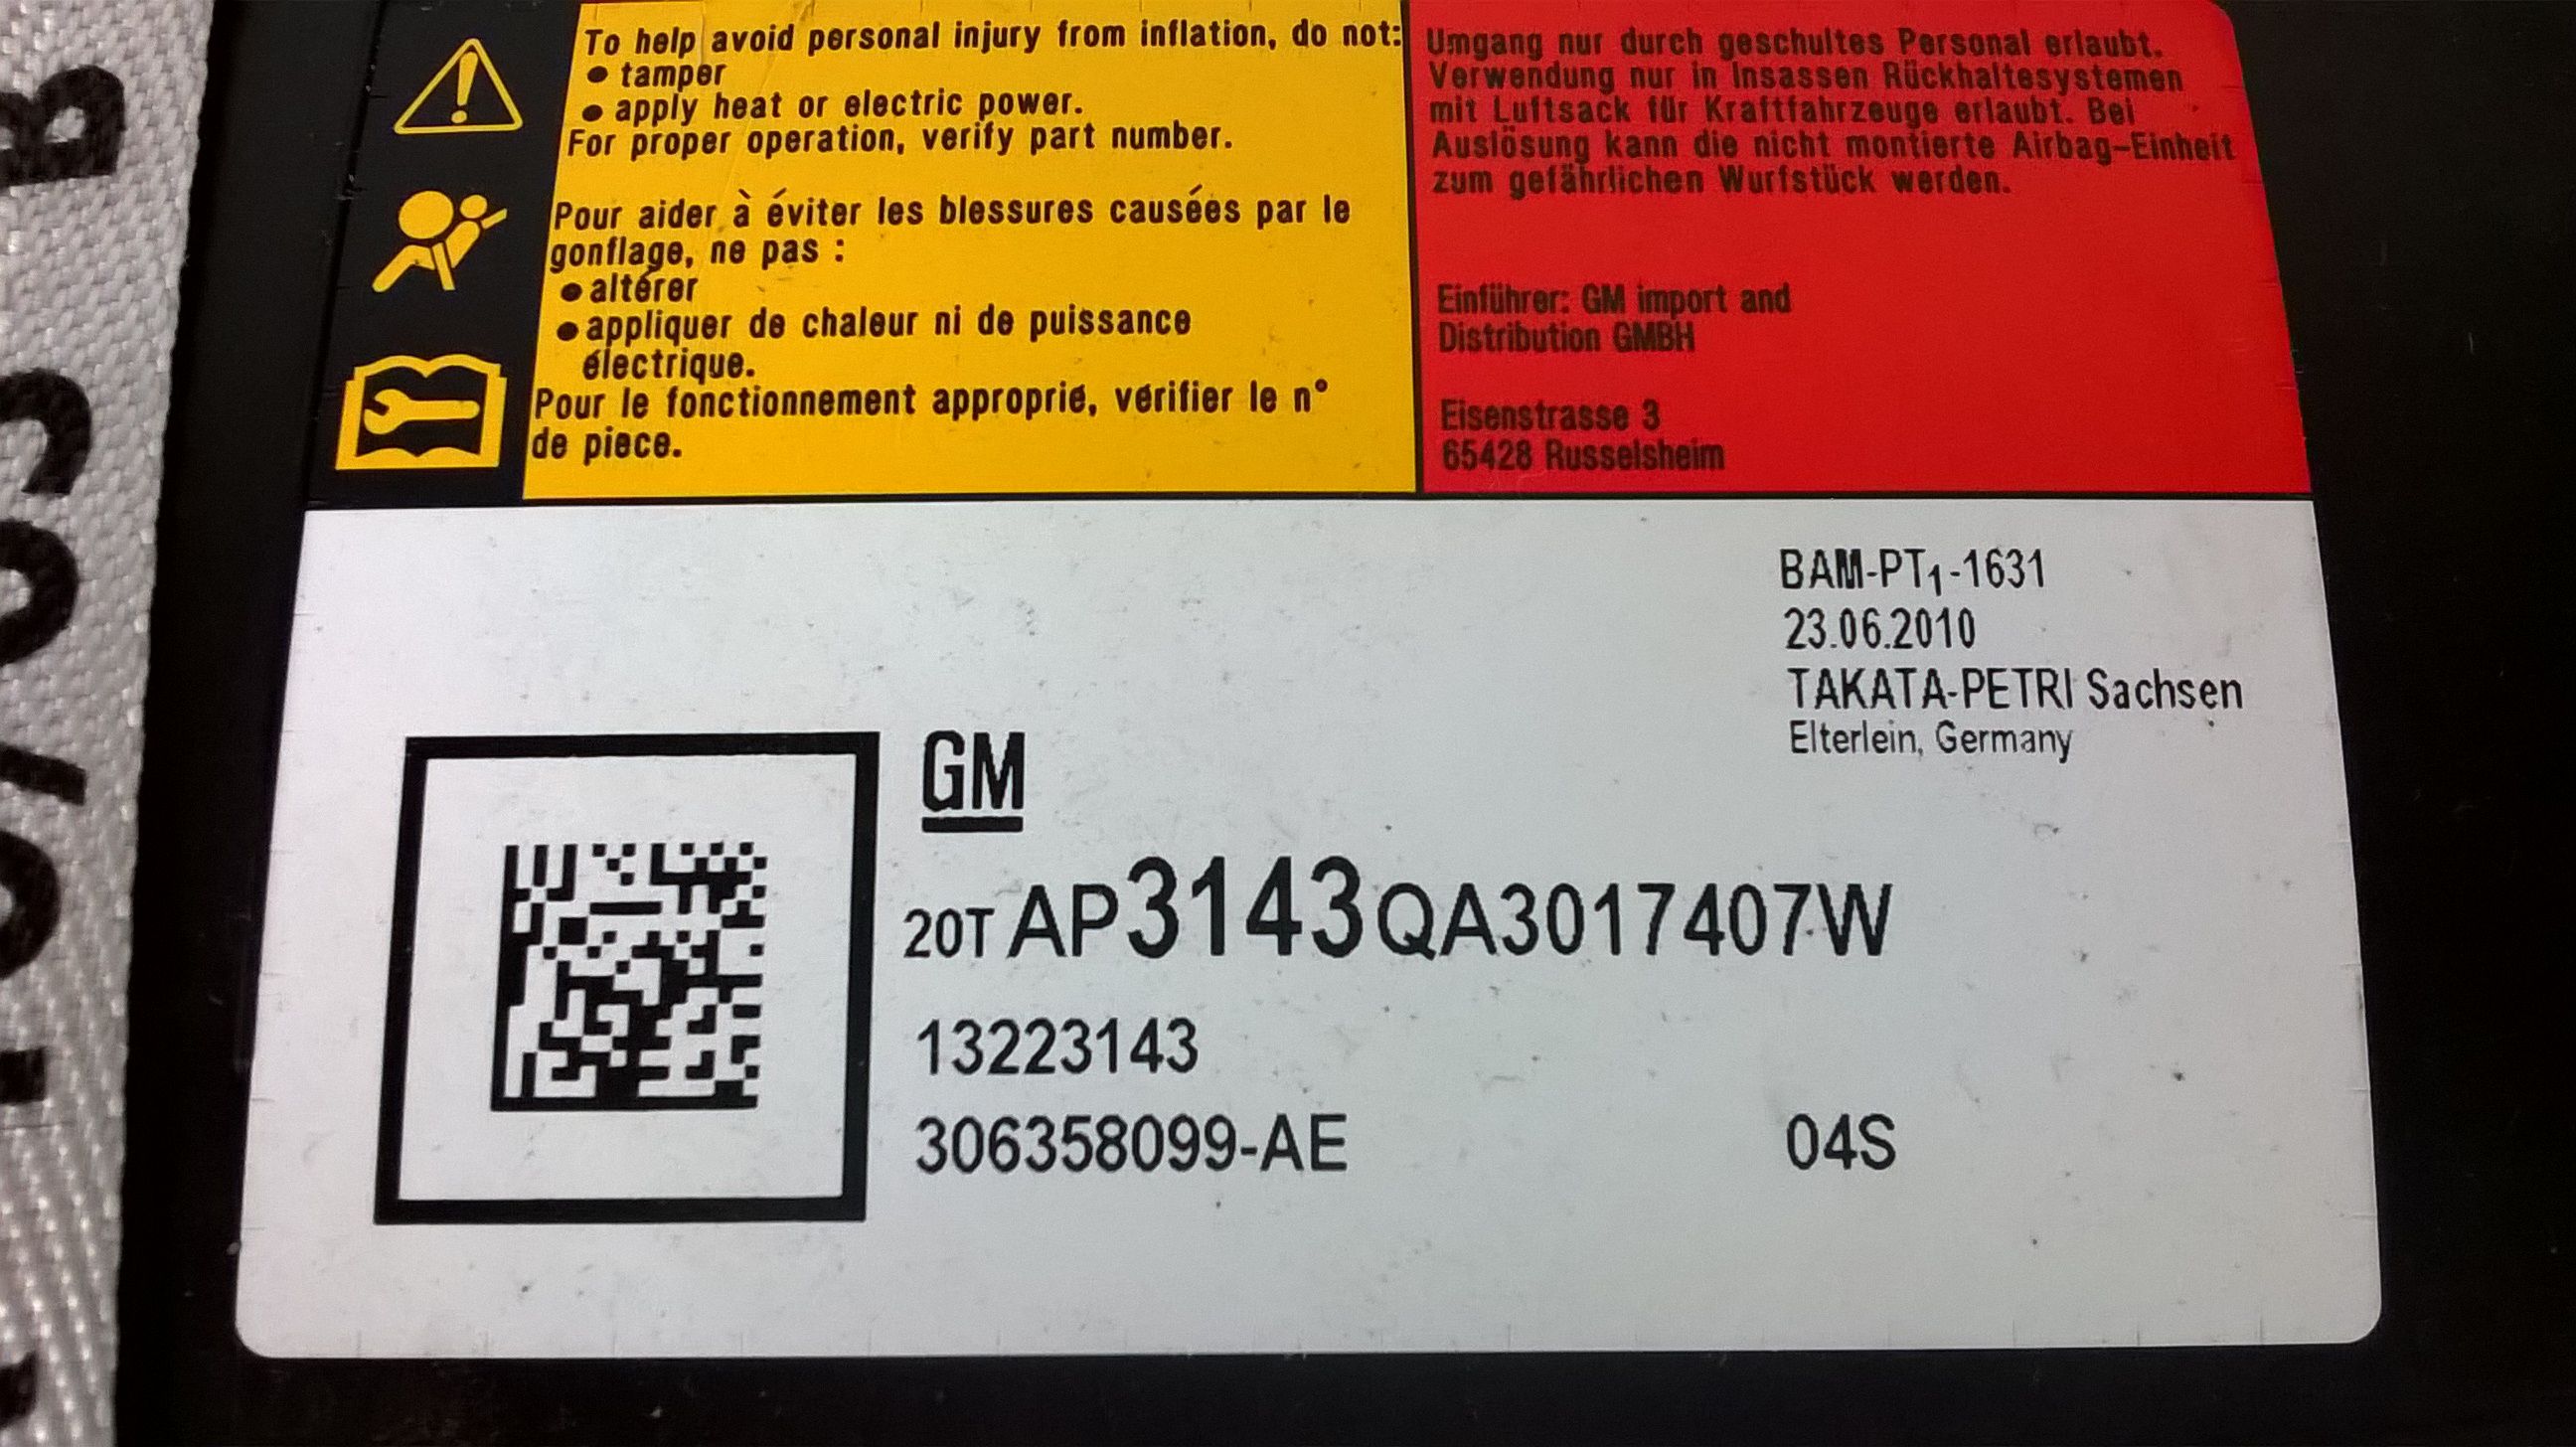 To help avoid personal injury from inflation, do not:
• tamper
• apply heat or electric power.
For proper operation, verify part number.
Pour aider à éviter les blessures causées par le
gonflage, ne pas :
• altérer
• appliquer de chaleur ni de puissance
électrique.
Pour le fonctionnement approprié, vérifier le n°
de piece.
Umgang nur durch geschultes Personal erlaubt.
Verwendung nur in Insassen Rückhaltesystemen
mit Luftsack für Kraftfahrzeuge erlaubt. Bei
Auslösung kann die nicht montierte Airbag-Einheit
zum gefährlichen Wurfstück werden.
Einführer: GM import and
Distribution GMBH
Eisenstrasse 3
65428 Russelsheim
BAM-PT1-1631
23.06.2010
TAKATA-PETRI Sachsen
Elterlein, Germany
GM
20T AP3143QA3017407W
13223143
306358099-AE 04S